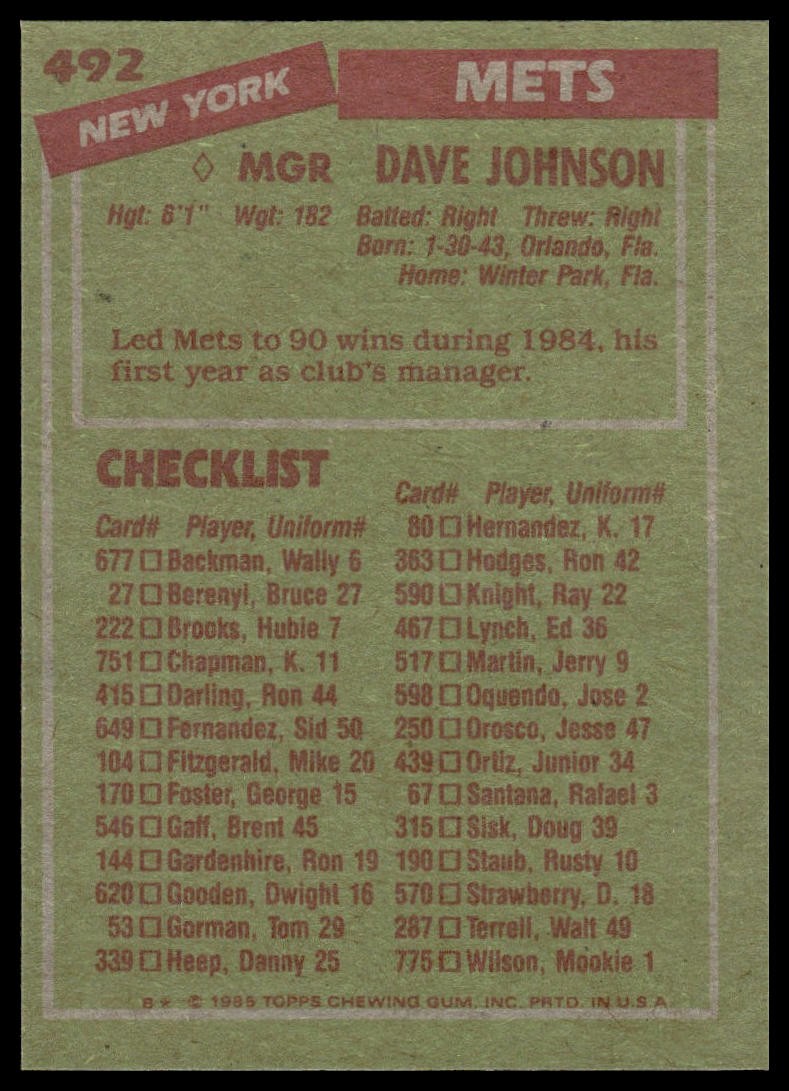 492
NEW YORK METS
◊ MGR DAVE JOHNSON
Hgt: 6'1" Wgt: 182 Batted: Right Threw: Right
Born: 1-30-43, Orlando, Fla.
Home: Winter Park, Fla.
Led Mets to 90 wins during 1984, his
first year as club's manager.
CHECKLIST
Card# Player, Uniform#
677 □ Backman, Wally 6
27 □ Berenyi, Bruce 27
222 □ Brooks, Hubie 7
751 □ Chapman, K. 11
415 □ Darling, Ron 44
649 □ Fernandez, Sid 50
104 □ Fitzgerald, Mike 20
170 □ Foster, George 15
546 □ Gaff, Brent 45
144 □ Gardenhire, Ron 19
620 □ Gooden, Dwight 16
53 □ Gorman, Tom 29
339 □ Heep, Danny 25
Card# Player, Uniform#
80 □ Hernandez, K. 17
363 □ Hodges, Ron 42
590 □ Knight, Ray 22
467 □ Lynch, Ed 36
517 □ Martin, Jerry 9
598 □ Oquendo, Jose 2
250 □ Orosco, Jesse 47
439 □ Ortiz, Junior 34
67 □ Santana, Rafael 3
315 □ Sisk, Doug 39
190 □ Staub, Rusty 10
570 □ Strawberry, D. 18
287 □ Terrell, Walt 49
775 □ Wilson, Mookie 1
B* © 1985 TOPPS CHEWING GUM, INC. PRTD. IN U.S.A.